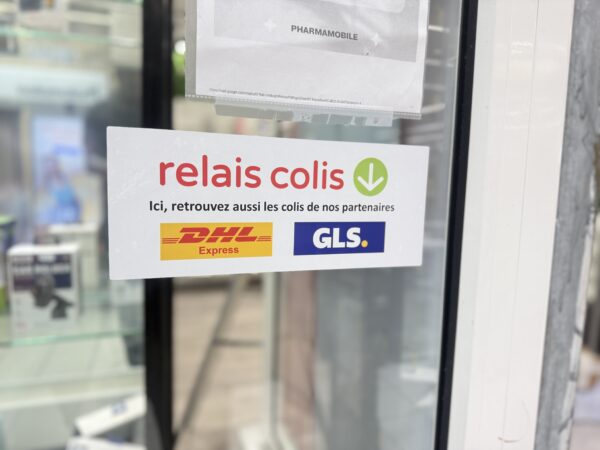 PHARMAMOBILE
relais colis
Ici, retrouvez aussi les colis de nos partenaires
DHL
Express
GLS.